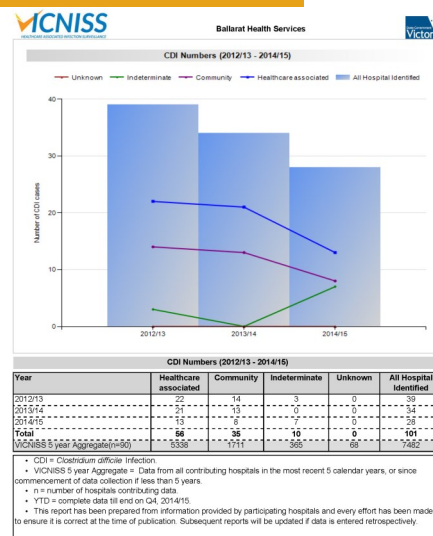 VICNISS
HEALTHCARE ASSOCIATED INFECTION SURVEILLANCE
Ballarat Health Services
Victor
CDI Numbers (2012/13 - 2014/15)
Unknown Indeterminate Community Healthcare associated All Hospital Identified
Number of CDI cases
40
30
20
10
0
2012/13 2013/14 2014/15
CDI Numbers (2012/13 - 2014/15)
Year Healthcare associated Community Indeterminate Unknown All Hospital Identified
2012/13 22 14 3 0 39
2013/14 21 13 0 0 34
2014/15 13 8 7 0 28
Total 56 35 10 0 101
VICNISS 5 year Aggregate(n=90) 5338 1711 365 68 7482
• CDI = Clostridium difficile Infection.
• VICNISS 5 year Aggregate = Data from all contributing hospitals in the most recent 5 calendar years, or since
commencement of data collection if less than 5 years.
• n = number of hospitals contributing data.
• YTD = complete data till end on Q4, 2014/15.
• This report has been prepared from information provided by participating hospitals and every effort has been made
to ensure it is correct at the time of publication. Subsequent reports will be updated if data is entered retrospectively.